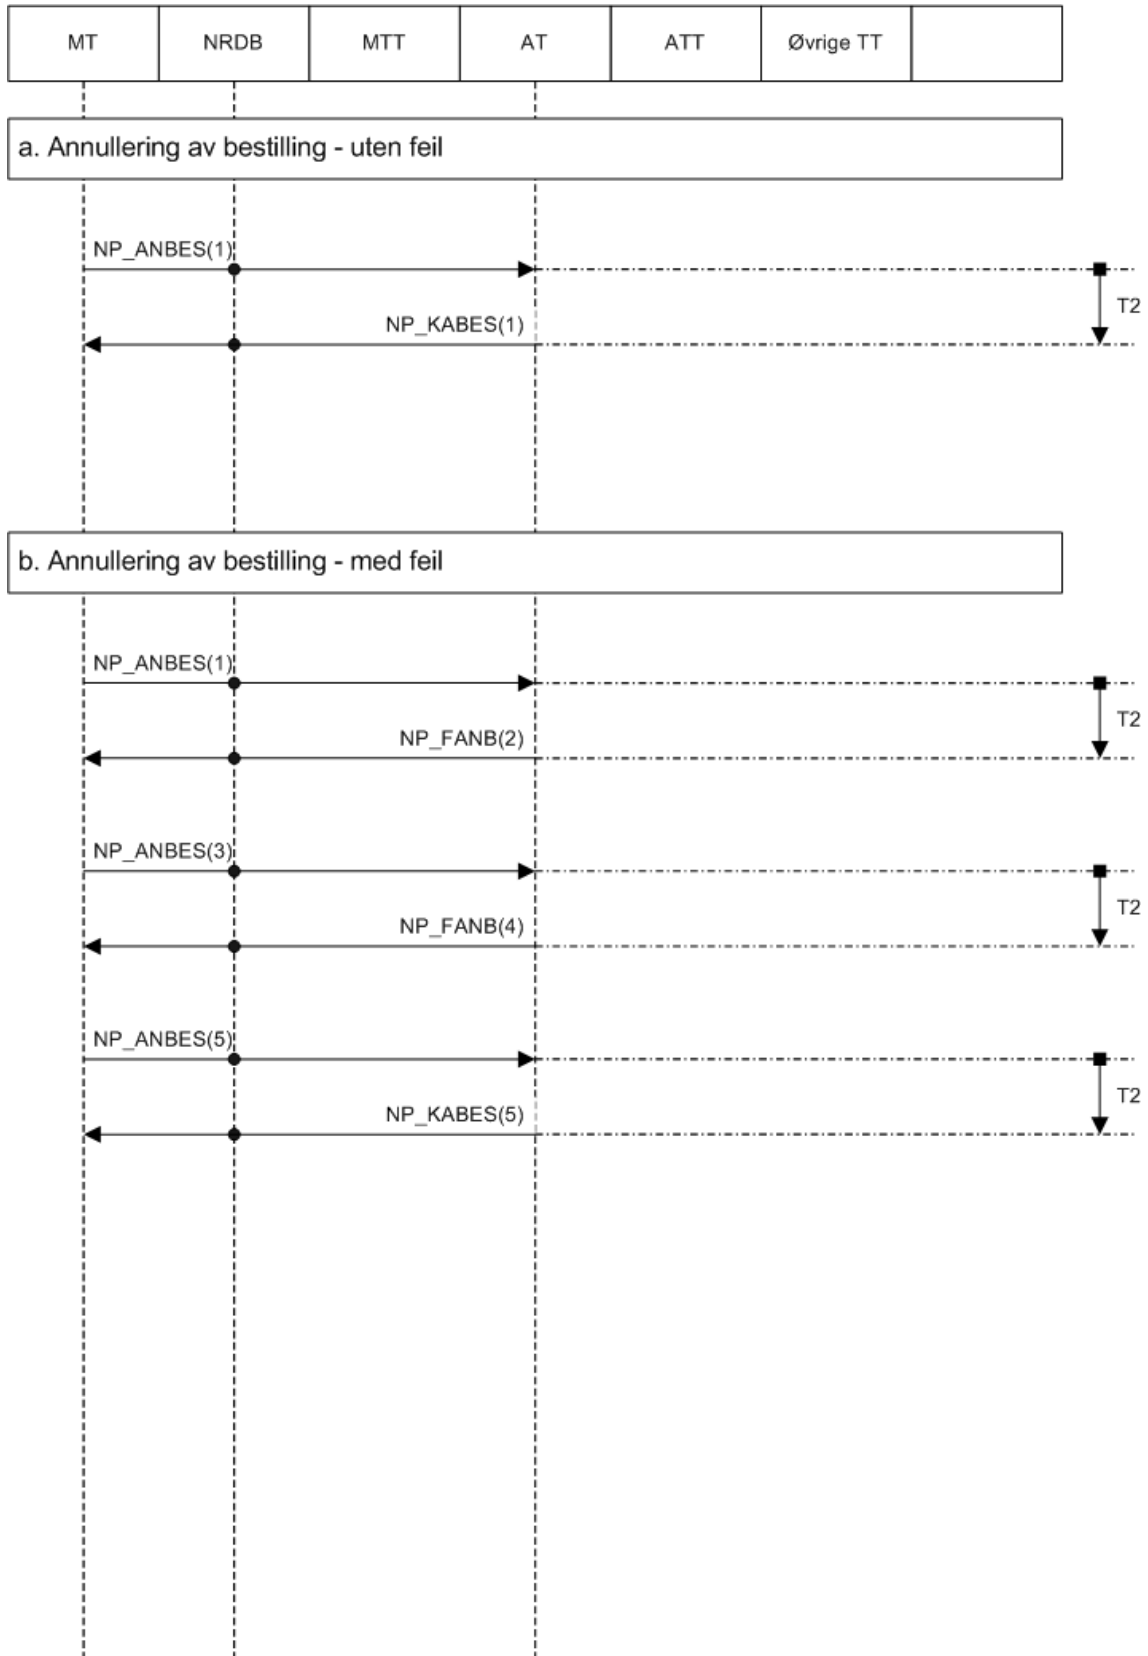 MT NRDB MTT AT ATT Øvrige TT
a. Annullering av bestilling - uten feil
NP_ANBES(1)
T2
NP_KABES(1)
b. Annullering av bestilling - med feil
NP_ANBES(1)
T2
NP_FANB(2)
NP_ANBES(3)
T2
NP_FANB(4)
NP_ANBES(5)
T2
NP_KABES(5)